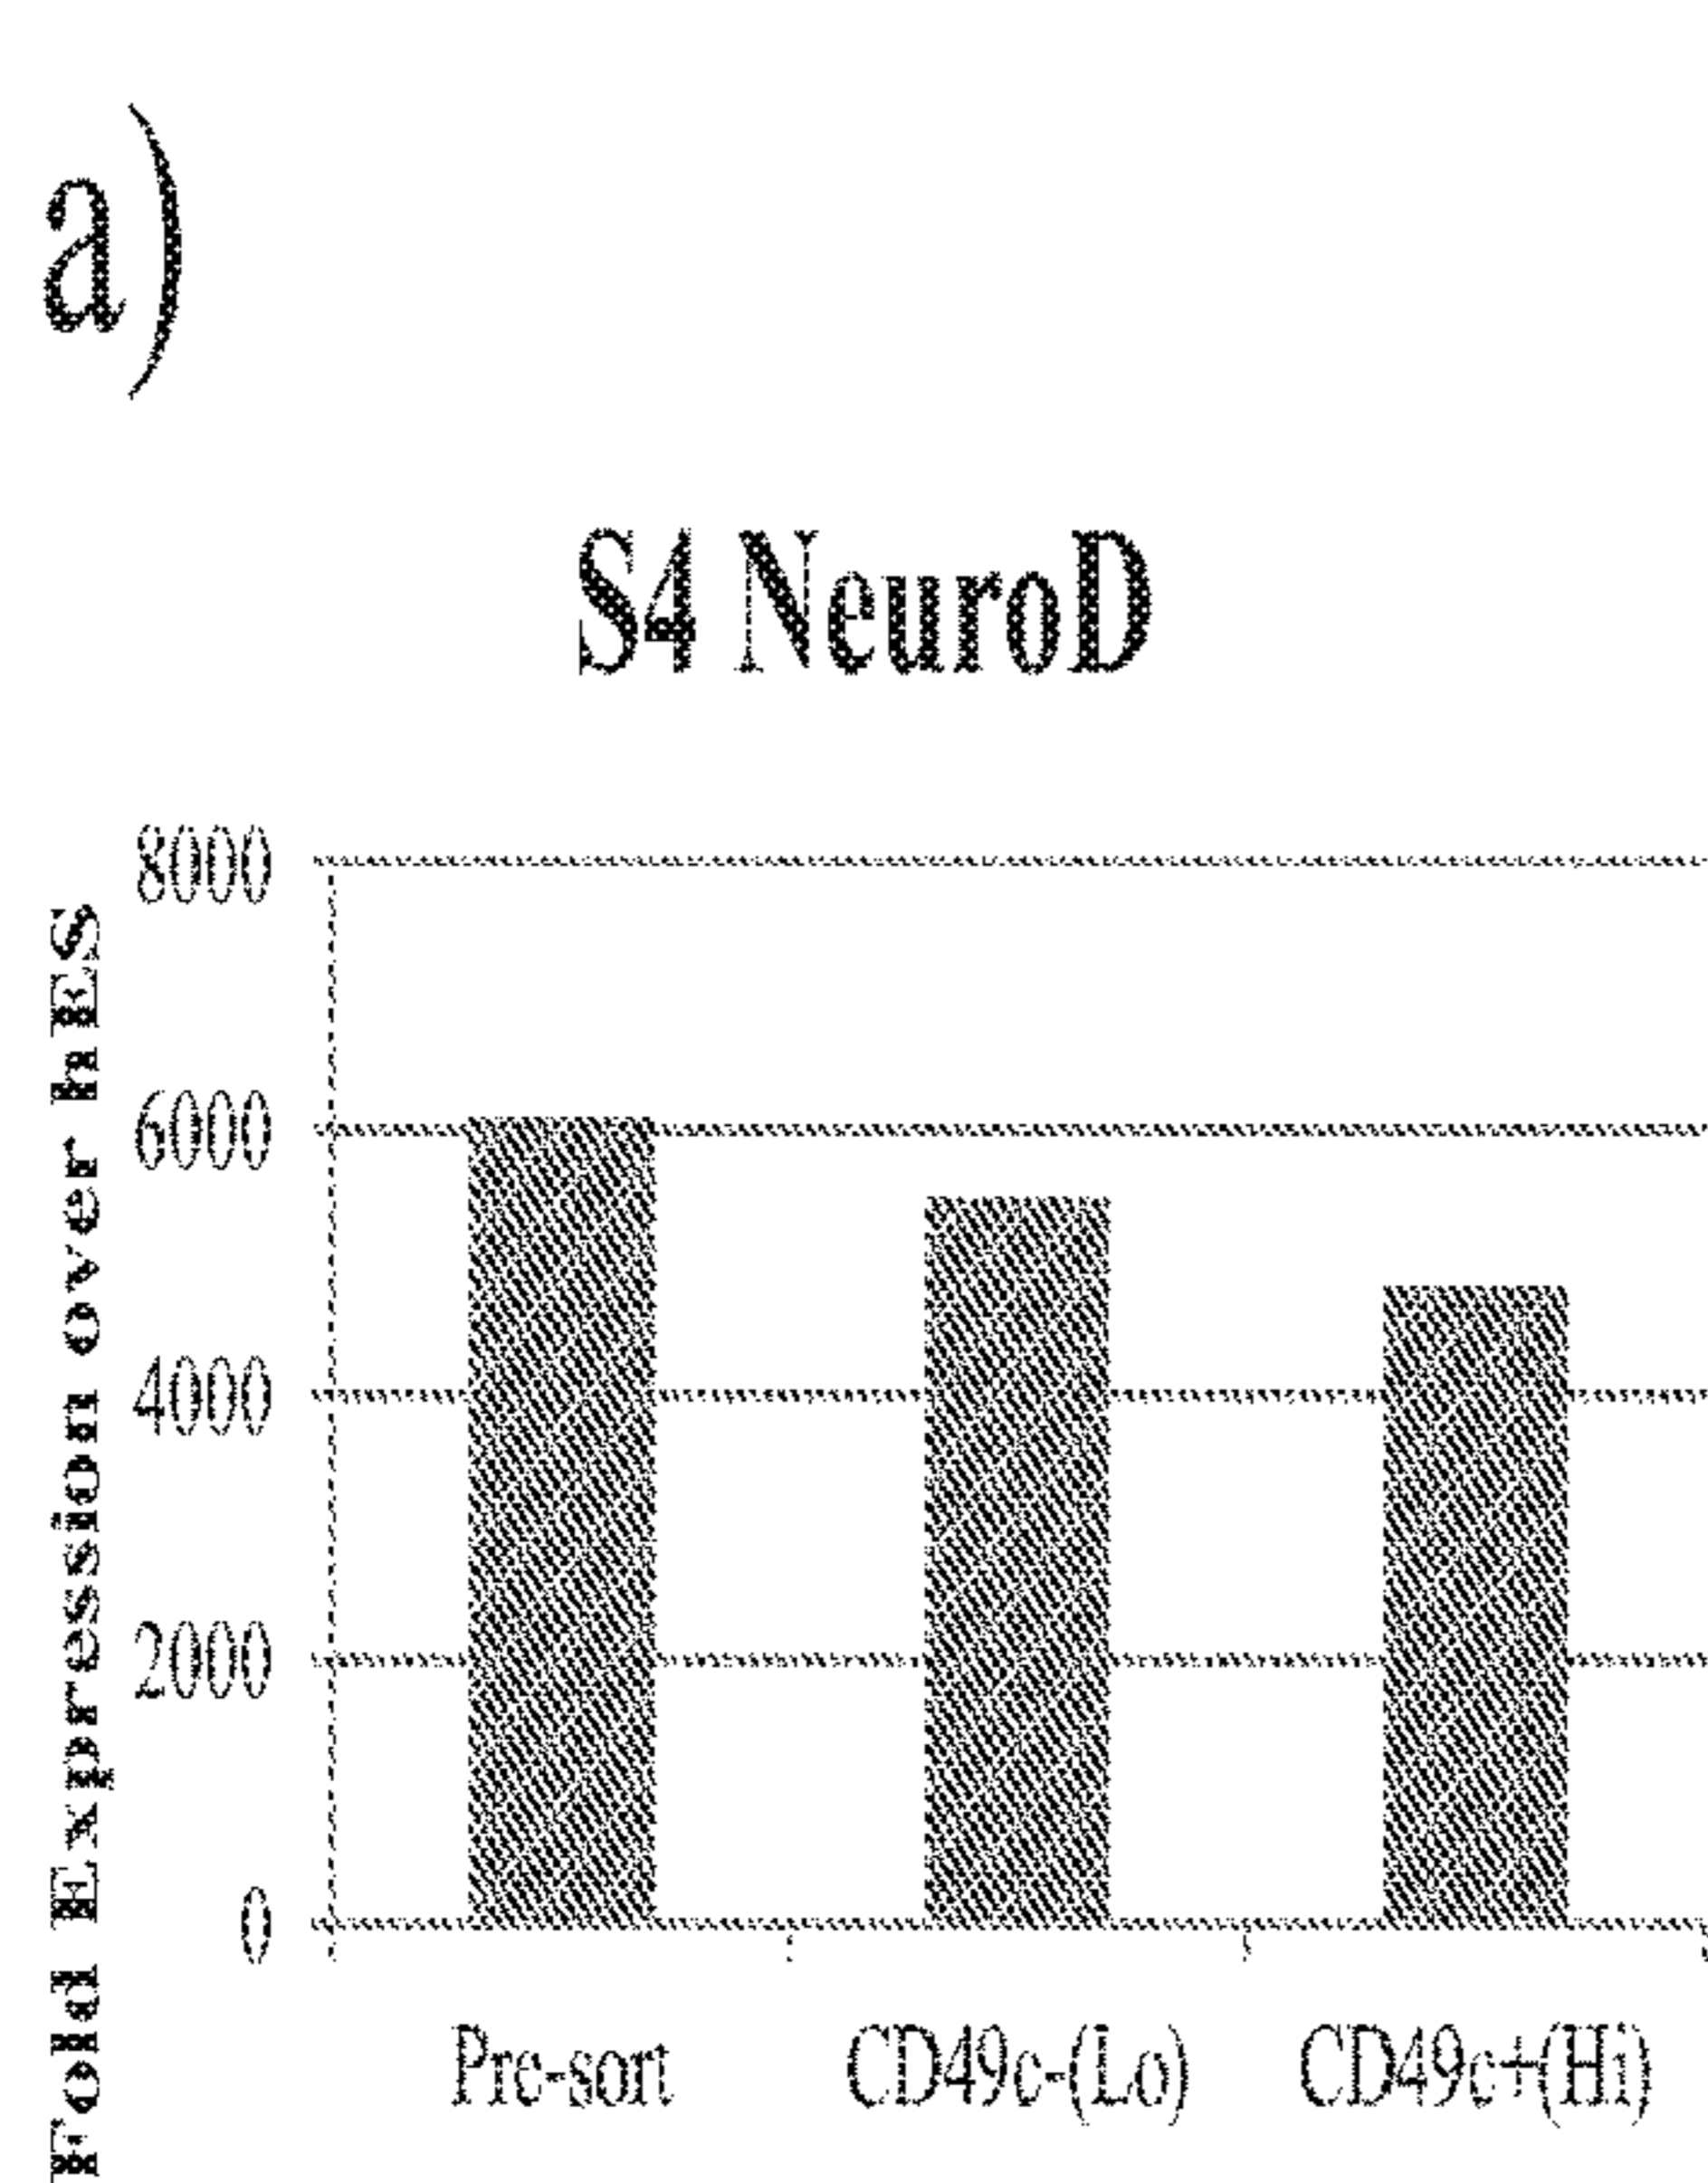 a)
S4 NeuroD
Fold Expression over hES
8000
6000
4000
2000
0
Pre-sort CD49c-(Lo) CD49c+(Hi)